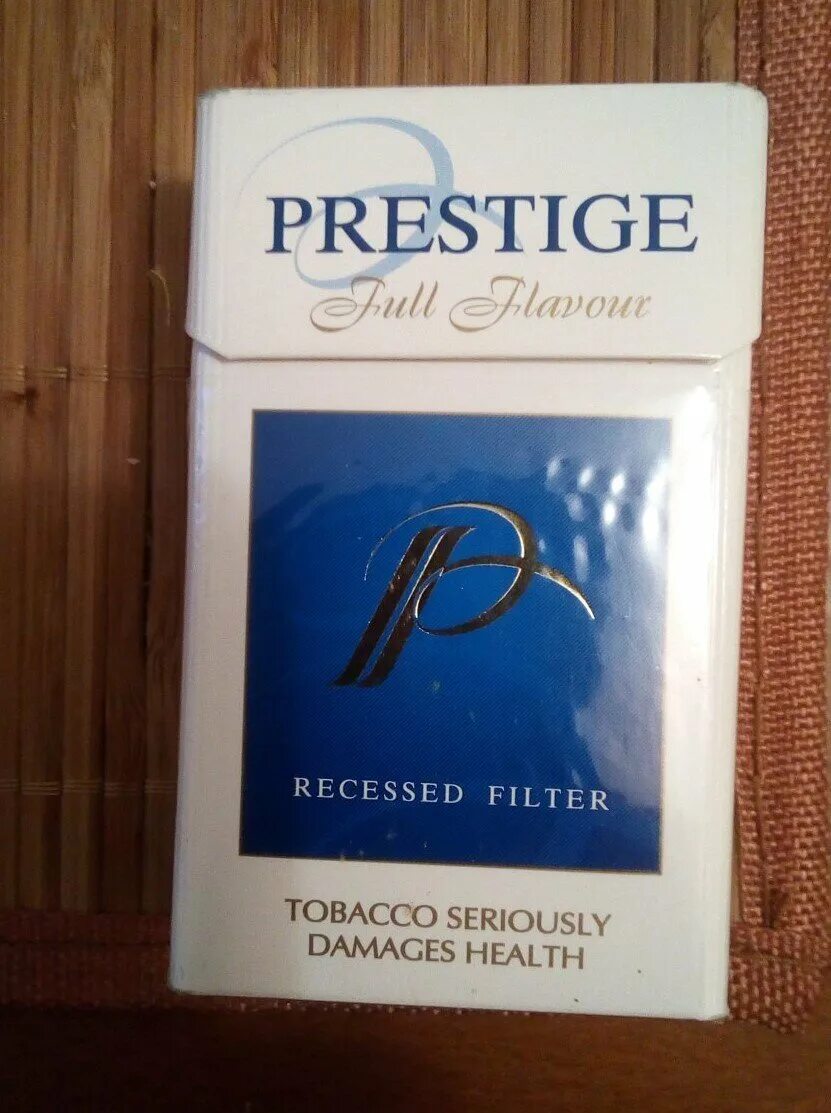 PRESTIGE
Full Flavour
RECESSED FILTER
TOBACCO SERIOUSLY
DAMAGES HEALTH